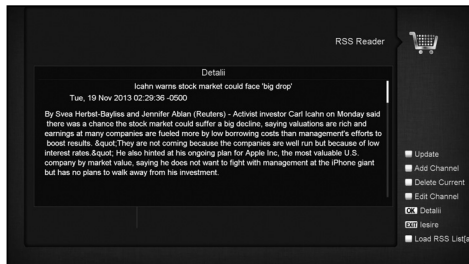 RSS Reader
Detalii
Icahn warns stock market could face 'big drop'
Tue, 19 Nov 2013 02:29:36 -0500
By Svea Herbst-Bayliss and Jennifer Ablan (Reuters) - Activist investor Carl Icahn on Monday said
there was a chance the stock market could suffer a big decline, saying valuations are rich and
earnings at many companies are fueled more by low borrowing costs than management's efforts to
boost results. &quot;They are not coming because the companies are well run but because of low
interest rates.&quot; He also hinted at his ongoing plan for Apple Inc, the most valuable U.S.
company by market value, saying he does not want to fight with management at the iPhone giant
but has no plans to walk away from his investment.
Update
Add Channel
Delete Current
Edit Channel
OK Detalii
EXIT Iesire
Load RSS List[a